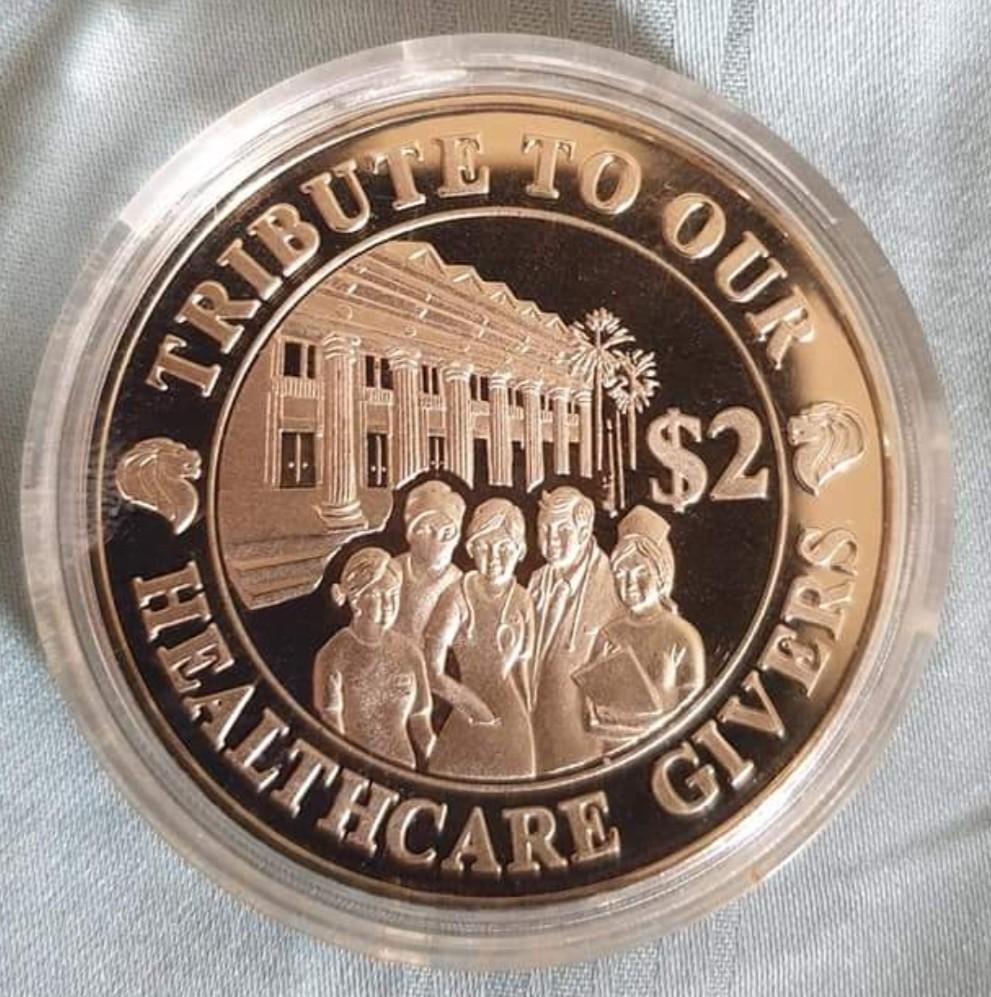 TRIBUTE TO OUR
$2
HEALTHCARE GIVERS